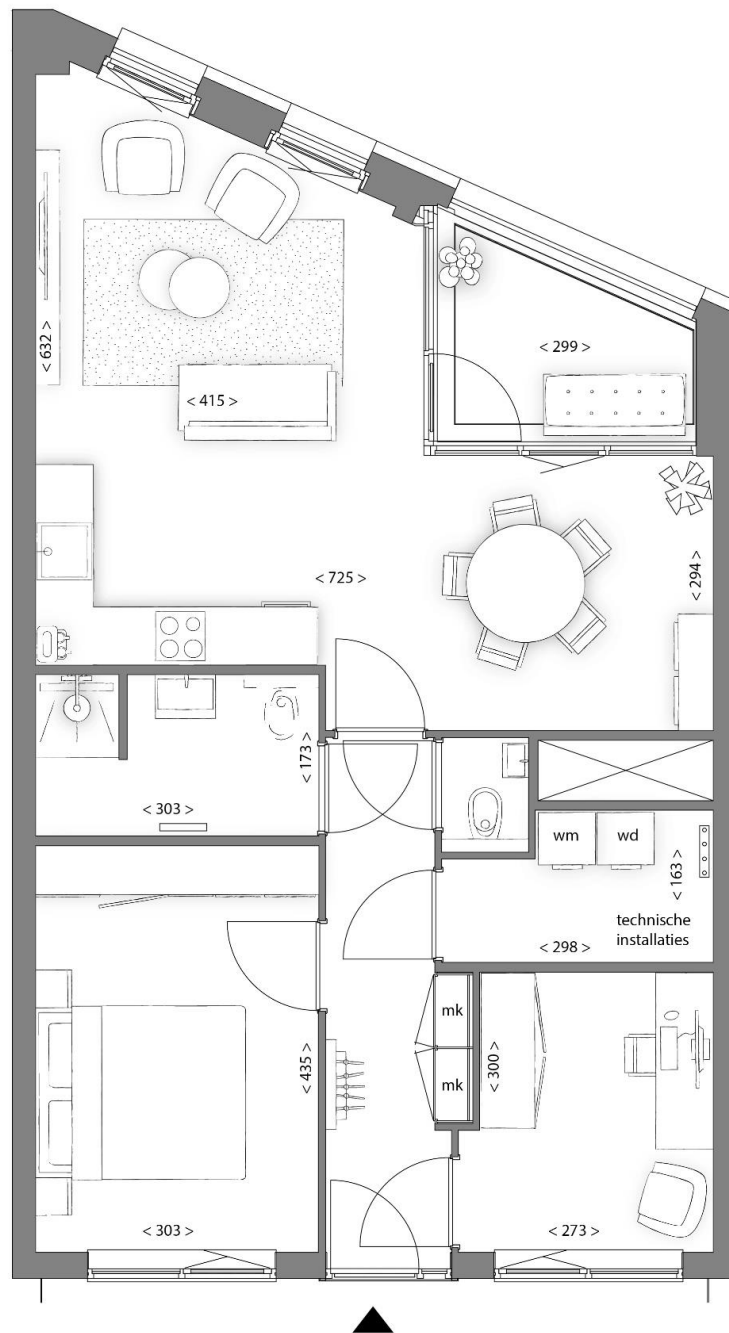 < 632 >
< 299 >
< 415 >
< 725 >
< 294 >
< 173 >
< 303 >
wm
wd
< 163 >
technische
installaties
< 298 >
mk
mk
< 435 >
< 300 >
< 303 >
< 273 >